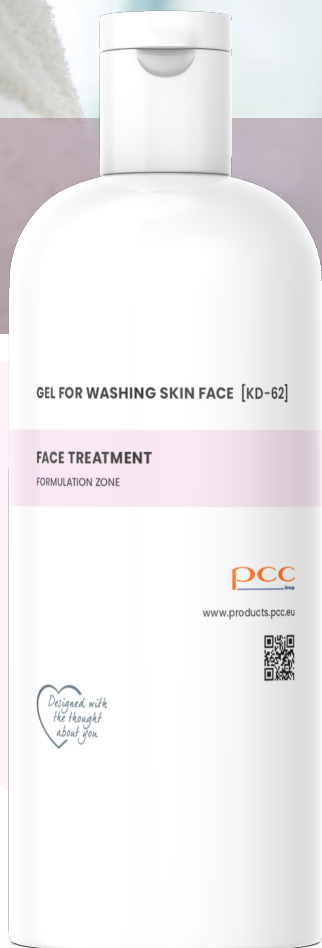 GEL FOR WASHING SKIN FACE [KD-62]
FACE TREATMENT
FORMULATION ZONE
pcc
Group
www.products.pcc.eu
Designed with
the thought
about you